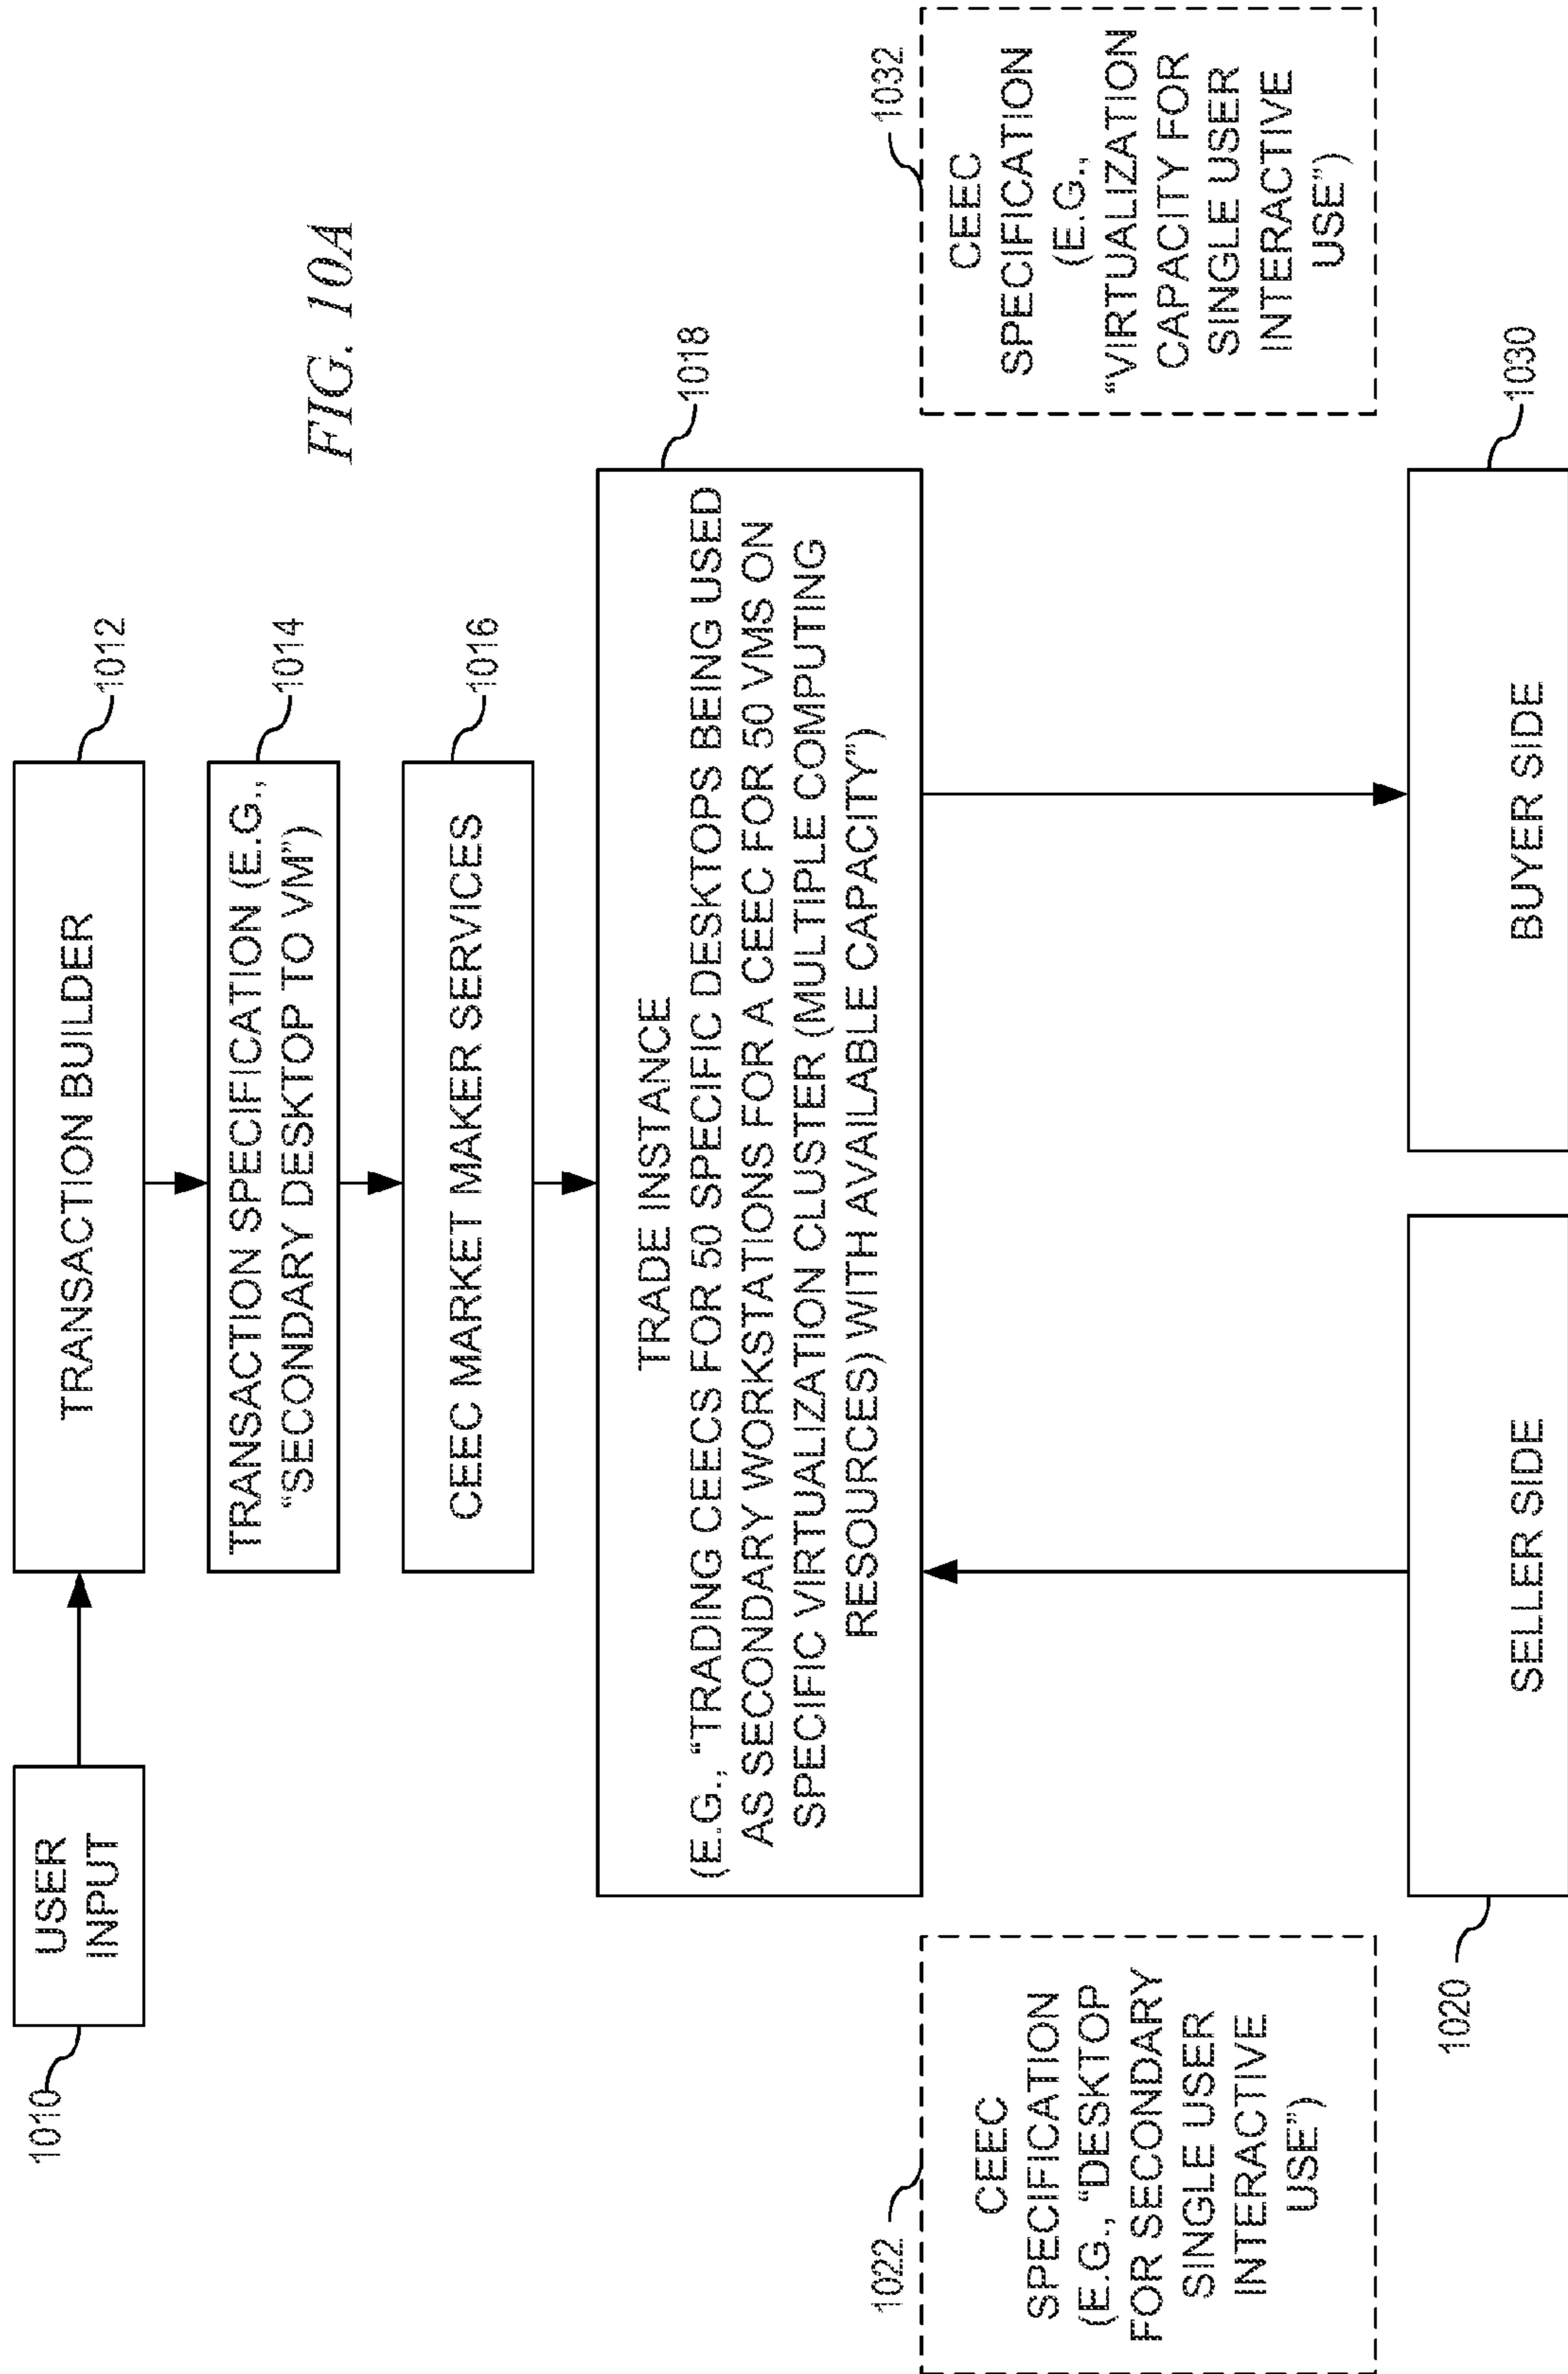 1010
USER
INPUT
TRANSACTION BUILDER
1012
TRANSACTION SPECIFICATION (E.G.,
"SECONDARY DESKTOP TO VM")
1014
FIG. 10A
CEEC MARKET MAKER SERVICES
1016
TRADE INSTANCE
(E.G., "TRADING CEECS FOR 50 SPECIFIC DESKTOPS BEING USED
AS SECONDARY WORKSTATIONS FOR A CEEC FOR 50 VMS ON
SPECIFIC VIRTUALIZATION CLUSTER (MULTIPLE COMPUTING
RESOURCES) WITH AVAILABLE CAPACITY")
1018
1022
CEEC
SPECIFICATION
(E.G., "DESKTOP
FOR SECONDARY
SINGLE USER
INTERACTIVE
USE")
1032
CEEC
SPECIFICATION
(E.G.,
"VIRTUALIZATION
CAPACITY FOR
SINGLE USER
INTERACTIVE
USE")
1020
SELLER SIDE
BUYER SIDE
1030